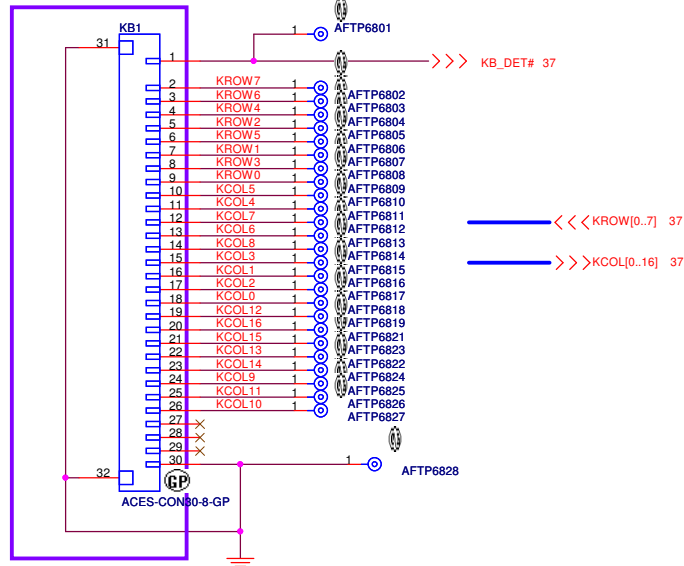 KB1
1 AFTP6801
31
1 KB_DET# 37
2 KROW7 1 AFTP6802
3 KROW6 1 AFTP6803
4 KROW4 1 AFTP6804
5 KROW2 1 AFTP6805
6 KROW5 1 AFTP6806
7 KROW1 1 AFTP6807
8 KROW3 1 AFTP6808
9 KROW0 1 AFTP6809
10 KCOL5 1 AFTP6810
11 KCOL4 1 AFTP6811
12 KCOL7 1 AFTP6812
13 KCOL6 1 AFTP6813
14 KCOL8 1 AFTP6814
15 KCOL3 1 AFTP6815
16 KCOL1 1 AFTP6816
17 KCOL2 1 AFTP6817
18 KCOL0 1 AFTP6818
19 KCOL12 1 AFTP6819
20 KCOL16 1 AFTP6821
21 KCOL15 1 AFTP6823
22 KCOL13 1 AFTP6822
23 KCOL14 1 AFTP6824
24 KCOL9 1 AFTP6825
25 KCOL11 1 AFTP6826
26 KCOL10 1 AFTP6827
27
28
29
30 1 AFTP6828
32
GP
ACES-CON30-8-GP
KROW[0..7] 37
KCOL[0..16] 37